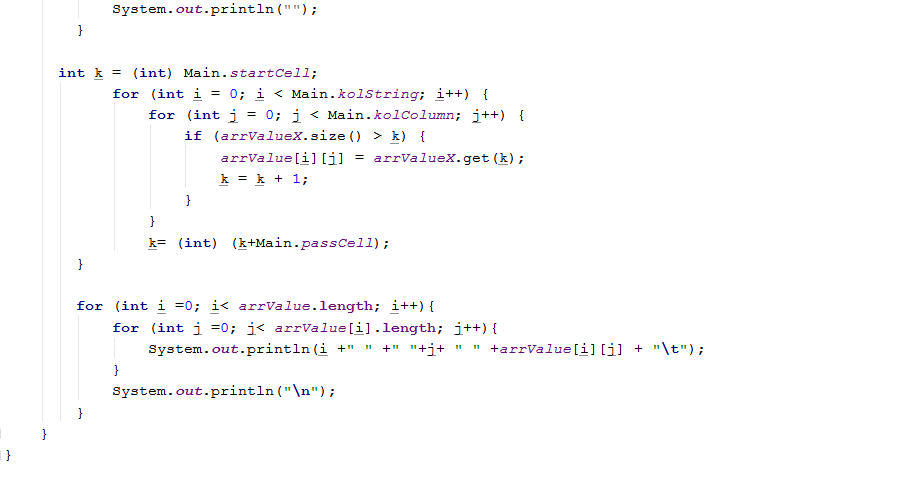 System.out.println("");
}
int k = (int) Main.startCell;
for (int i = 0; i < Main.kolString; i++) {
for (int j = 0; j < Main.kolColumn; j++) {
if (arrValueX.size() > k) {
arrValue[i][j] = arrValueX.get(k);
k = k + 1;
}
}
k= (int) (k+Main.passCell);
}
for (int i =0; i< arrValue.length; i++){
for (int j =0; j< arrValue[i].length; j++){
System.out.println(i +" " +" "+j+ " " +arrValue[i][j] + "\t");
}
System.out.println("\n");
}
}
}